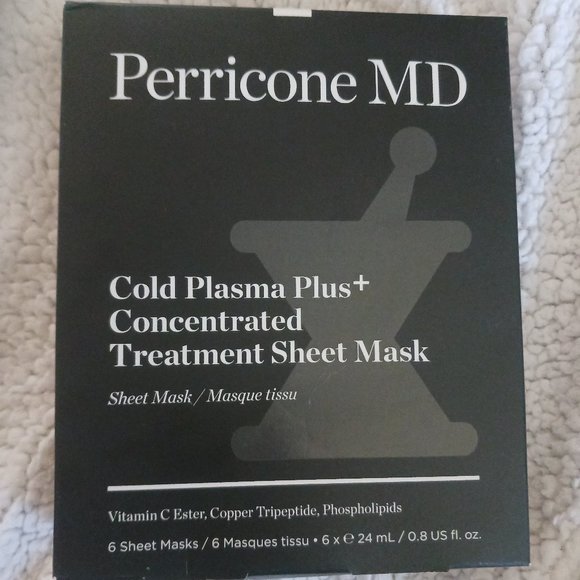 Perricone MD
Cold Plasma Plus+
Concentrated
Treatment Sheet Mask
Sheet Mask / Masque tissu
Vitamin C Ester, Copper Tripeptide, Phospholipids
6 Sheet Masks / 6 Masques tissu • 6 x ℮ 24 mL / 0.8 US fl. oz.